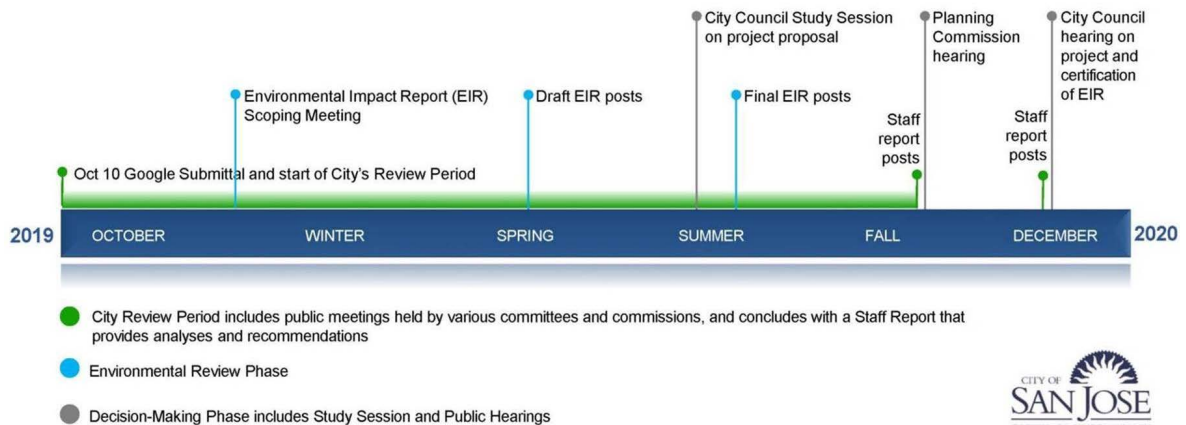 City Council Study Session
on project proposal
Planning
Commission
hearing
City Council
hearing on
project and
certification
of EIR
Environmental Impact Report (EIR)
Scoping Meeting
Draft EIR posts
Final EIR posts
Staff
report
posts
Staff
report
posts
Oct 10 Google Submittal and start of City's Review Period
2019
OCTOBER
WINTER
SPRING
SUMMER
FALL
DECEMBER
2020
City Review Period includes public meetings held by various committees and commissions, and concludes with a Staff Report that
provides analyses and recommendations
Environmental Review Phase
Decision-Making Phase includes Study Session and Public Hearings
CITY OF
SAN JOSE